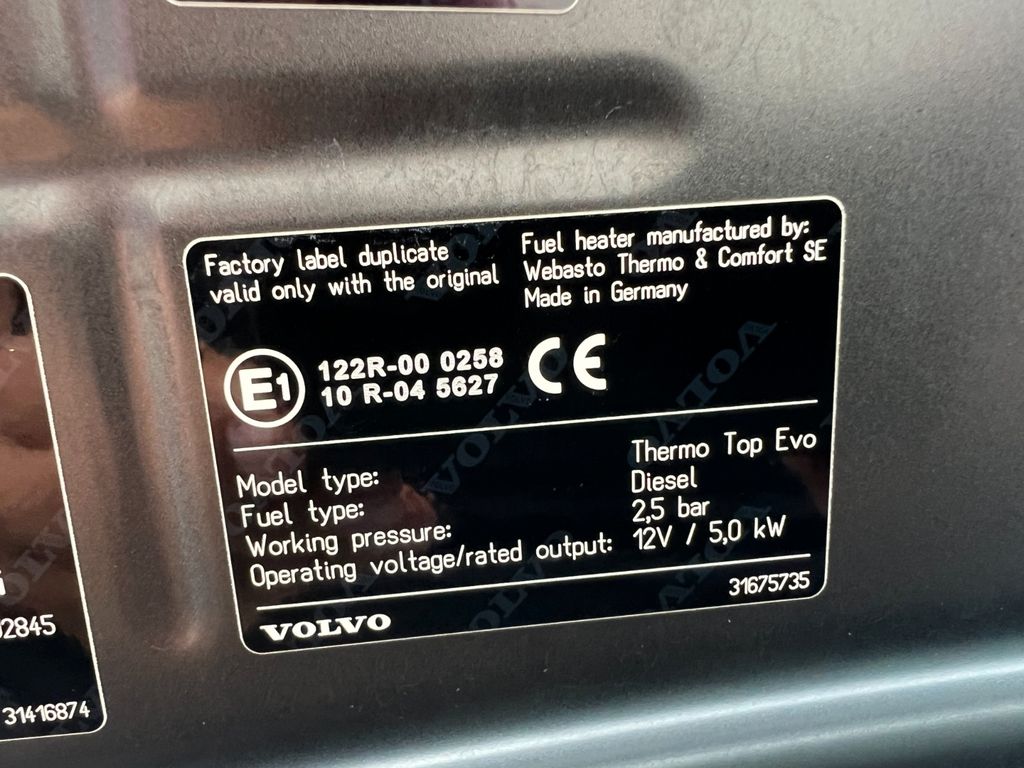 Factory label duplicate
valid only with the original
Fuel heater manufactured by:
Webasto Thermo & Comfort SE
Made in Germany
E1
122R-00 0258
10 R-04 5627
CE
Model type: Thermo Top Evo
Fuel type: Diesel
Working pressure: 2,5 bar
Operating voltage/rated output: 12V / 5,0 kW
VOLVO
31675735
2845
31416874